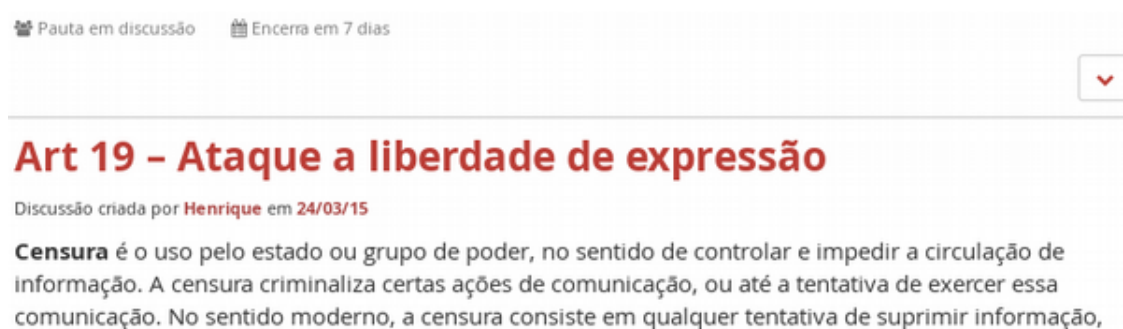 Pauta em discussão Encerra em 7 dias
Art 19 – Ataque a liberdade de expressão
Discussão criada por Henrique em 24/03/15
Censura é o uso pelo estado ou grupo de poder, no sentido de controlar e impedir a circulação de
informação. A censura criminaliza certas ações de comunicação, ou até a tentativa de exercer essa
comunicação. No sentido moderno, a censura consiste em qualquer tentativa de suprimir informação,